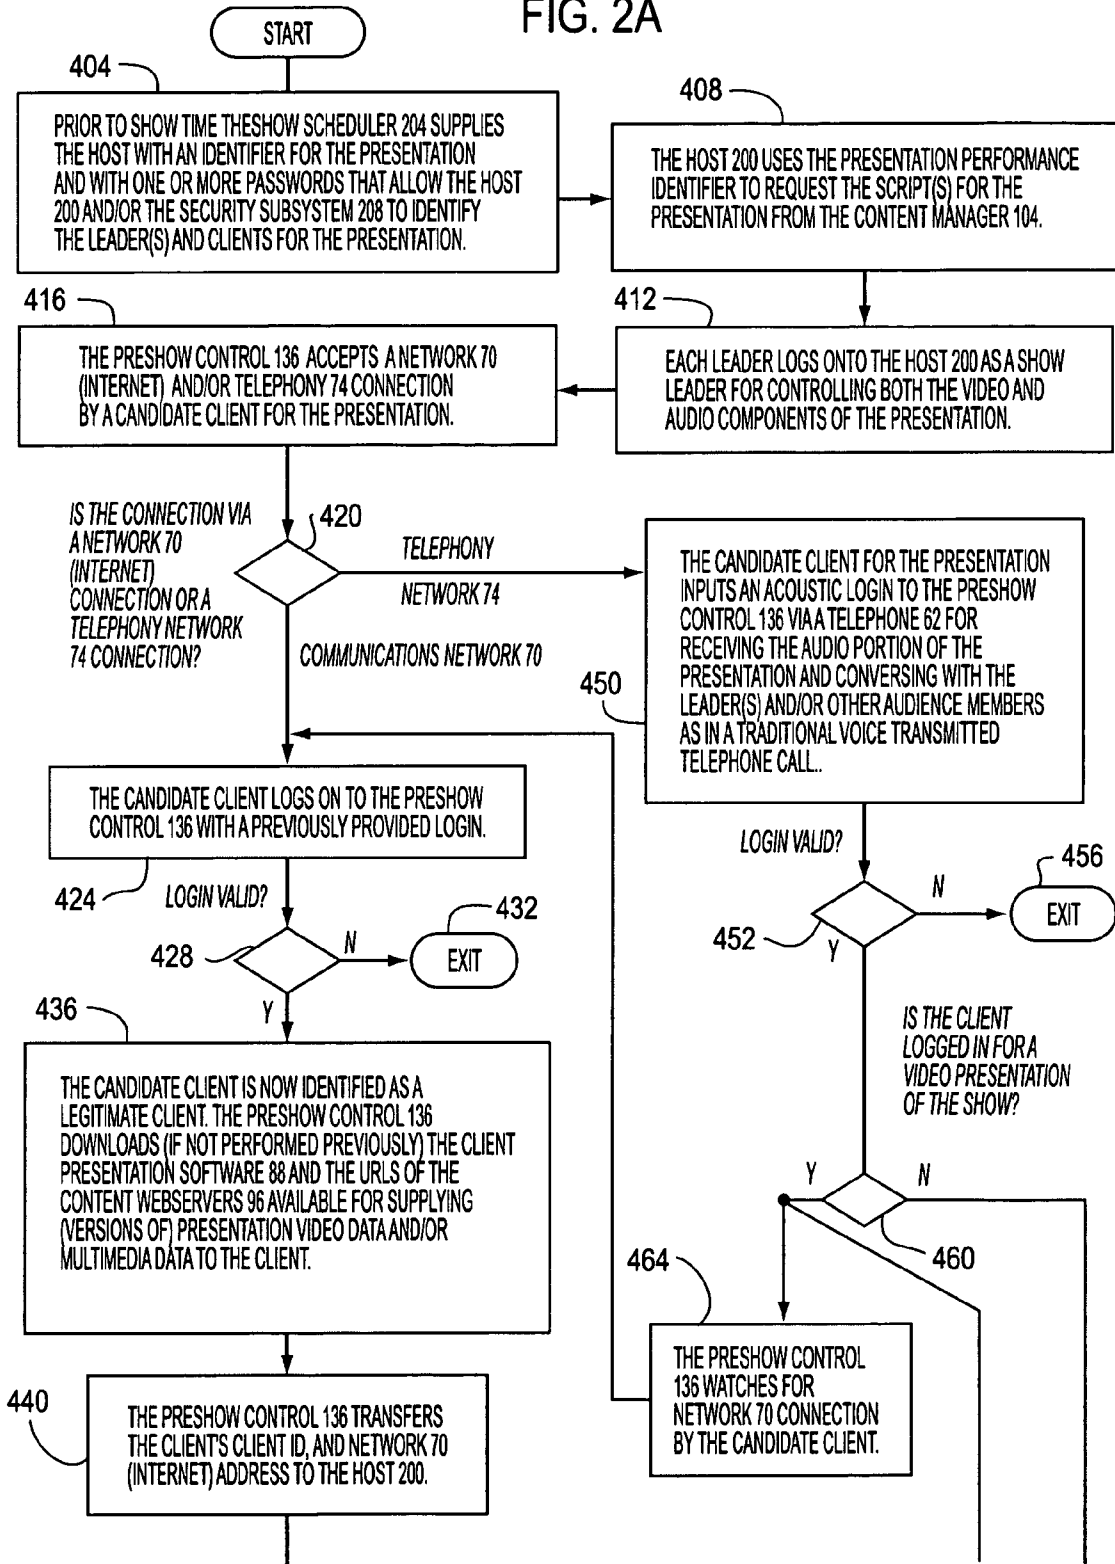 FIG. 2A
START
404
PRIOR TO SHOW TIME THESHOW SCHEDULER 204 SUPPLIES
THE HOST WITH AN IDENTIFIER FOR THE PRESENTATION
AND WITH ONE OR MORE PASSWORDS THAT ALLOW THE HOST
200 AND/OR THE SECURITY SUBSYSTEM 208 TO IDENTIFY
THE LEADER(S) AND CLIENTS FOR THE PRESENTATION.
408
THE HOST 200 USES THE PRESENTATION PERFORMANCE
IDENTIFIER TO REQUEST THE SCRIPT(S) FOR THE
PRESENTATION FROM THE CONTENT MANAGER 104.
412
EACH LEADER LOGS ONTO THE HOST 200 AS A SHOW
LEADER FOR CONTROLLING BOTH THE VIDEO AND
AUDIO COMPONENTS OF THE PRESENTATION.
416
THE PRESHOW CONTROL 136 ACCEPTS A NETWORK 70
(INTERNET) AND/OR TELEPHONY 74 CONNECTION
BY A CANDIDATE CLIENT FOR THE PRESENTATION.
IS THE CONNECTION VIA
A NETWORK 70
(INTERNET)
CONNECTION OR A
TELEPHONY NETWORK
74 CONNECTION?
420
TELEPHONY
NETWORK 74
COMMUNICATIONS NETWORK 70
450
THE CANDIDATE CLIENT FOR THE PRESENTATION
INPUTS AN ACOUSTIC LOGIN TO THE PRESHOW
CONTROL 136 VIA A TELEPHONE 62 FOR
RECEIVING THE AUDIO PORTION OF THE
PRESENTATION AND CONVERSING WITH THE
LEADER(S) AND/OR OTHER AUDIENCE MEMBERS
AS IN A TRADITIONAL VOICE TRANSMITTED
TELEPHONE CALL..
THE CANDIDATE CLIENT LOGS ON TO THE PRESHOW
CONTROL 136 WITH A PREVIOUSLY PROVIDED LOGIN.
424
LOGIN VALID?
428
N
432
EXIT
Y
LOGIN VALID?
452
N
456
EXIT
Y
436
THE CANDIDATE CLIENT IS NOW IDENTIFIED AS A
LEGITIMATE CLIENT. THE PRESHOW CONTROL 136
DOWNLOADS (IF NOT PERFORMED PREVIOUSLY) THE CLIENT
PRESENTATION SOFTWARE 88 AND THE URLS OF THE
CONTENT WEBSERVERS 96 AVAILABLE FOR SUPPLYING
(VERSIONS OF) PRESENTATION VIDEO DATA AND/OR
MULTIMEDIA DATA TO THE CLIENT.
IS THE CLIENT
LOGGED IN FOR A
VIDEO PRESENTATION
OF THE SHOW?
Y
N
460
464
THE PRESHOW CONTROL
136 WATCHES FOR
NETWORK 70 CONNECTION
BY THE CANDIDATE CLIENT.
440
THE PRESHOW CONTROL 136 TRANSFERS
THE CLIENT'S CLIENT ID, AND NETWORK 70
(INTERNET) ADDRESS TO THE HOST 200.